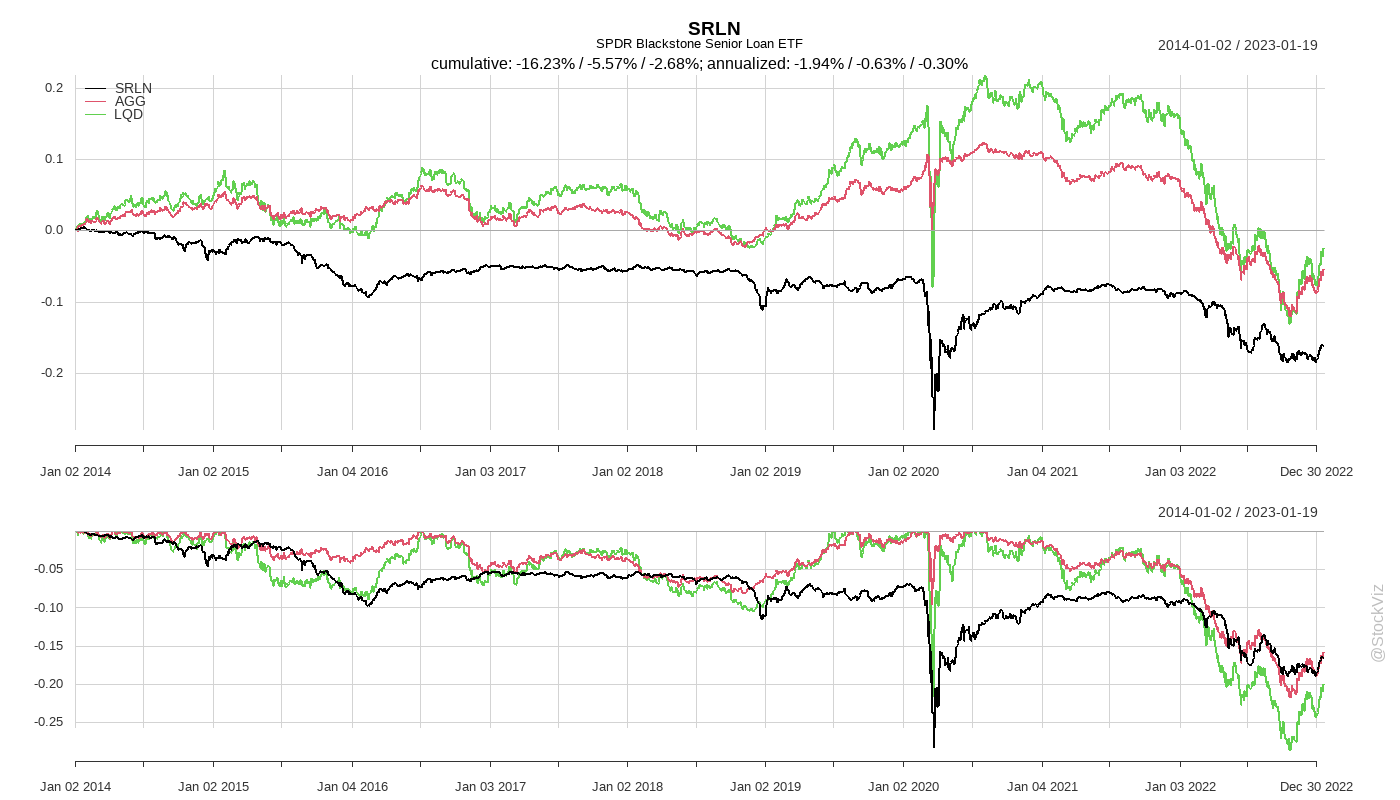 SRLN
SPDR Blackstone Senior Loan ETF
2014-01-02 / 2023-01-19
cumulative: -16.23% / -5.57% / -2.68%; annualized: -1.94% / -0.63% / -0.30%
SRLN
AGG
LQD
0.2
0.1
0.0
-0.1
-0.2
Jan 02 2014 Jan 02 2015 Jan 04 2016 Jan 03 2017 Jan 02 2018 Jan 02 2019 Jan 02 2020 Jan 04 2021 Jan 03 2022 Dec 30 2022
2014-01-02 / 2023-01-19
-0.05
-0.10
-0.15
-0.20
-0.25
Jan 02 2014 Jan 02 2015 Jan 04 2016 Jan 03 2017 Jan 02 2018 Jan 02 2019 Jan 02 2020 Jan 04 2021 Jan 03 2022 Dec 30 2022
@StockViz